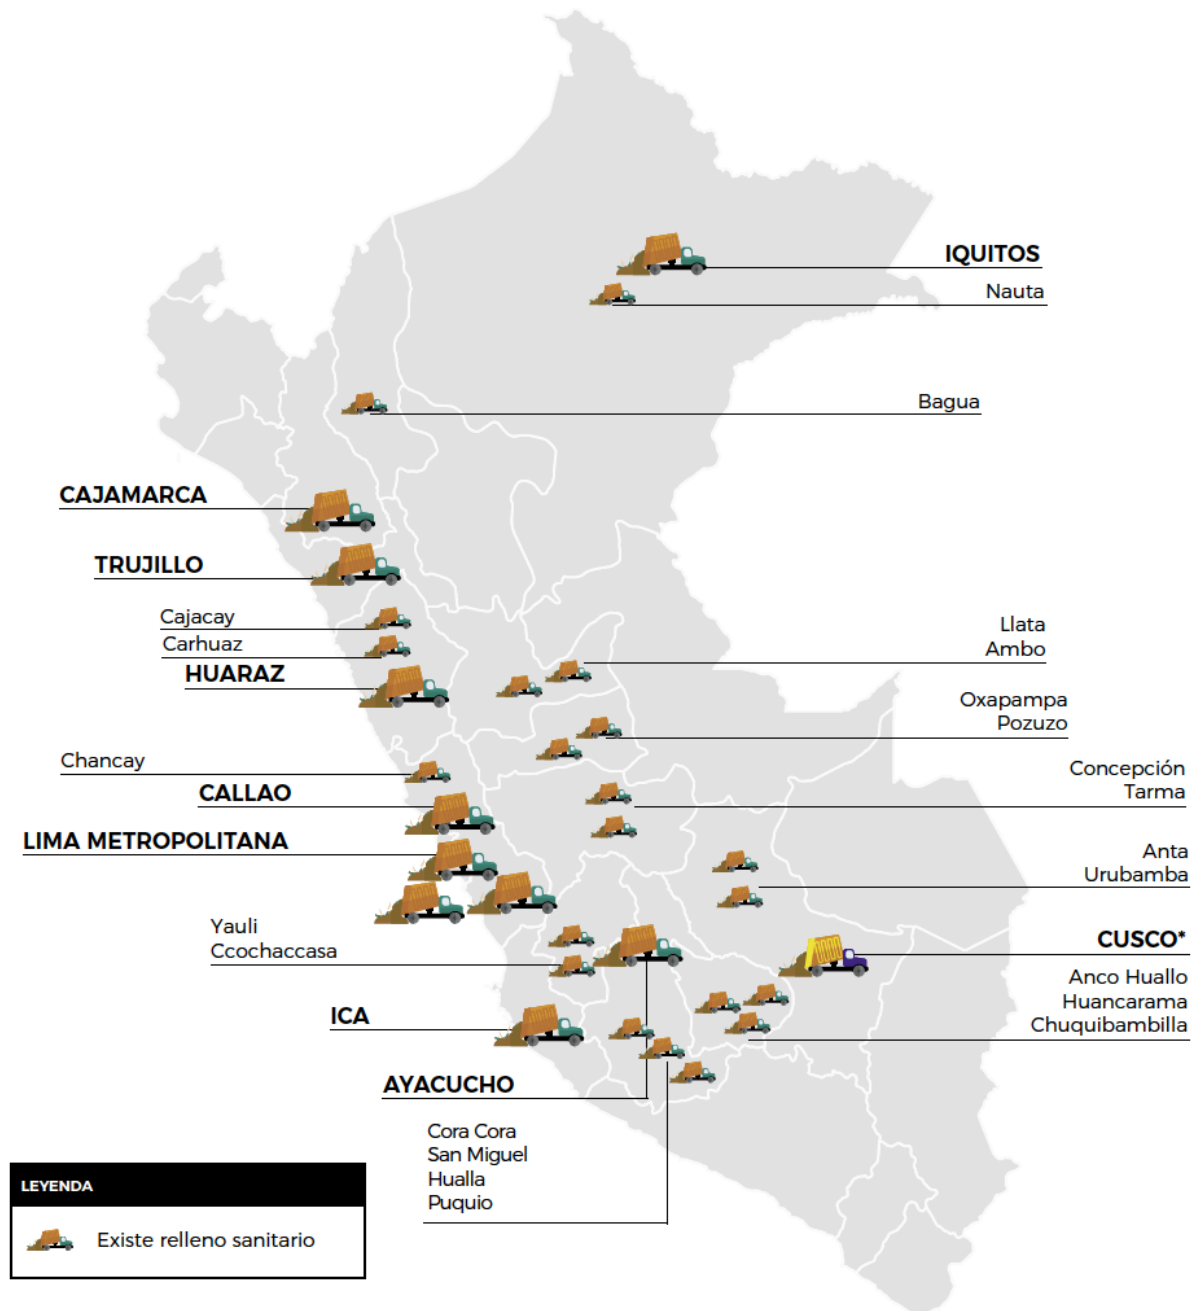 IQUITOS
Nauta
Bagua
CAJAMARCA
TRUJILLO
Cajacay
Carhuaz
HUARAZ
Llata
Ambo
Oxapampa
Pozuzo
Chancay
CALLAO
Concepción
Tarma
LIMA METROPOLITANA
Anta
Urubamba
Yauli
Ccochaccasa
CUSCO*
Anco Huallo
Huancarama
Chuquibambilla
ICA
AYACUCHO
Cora Cora
San Miguel
Hualla
Puquio
LEYENDA
Existe relleno sanitario